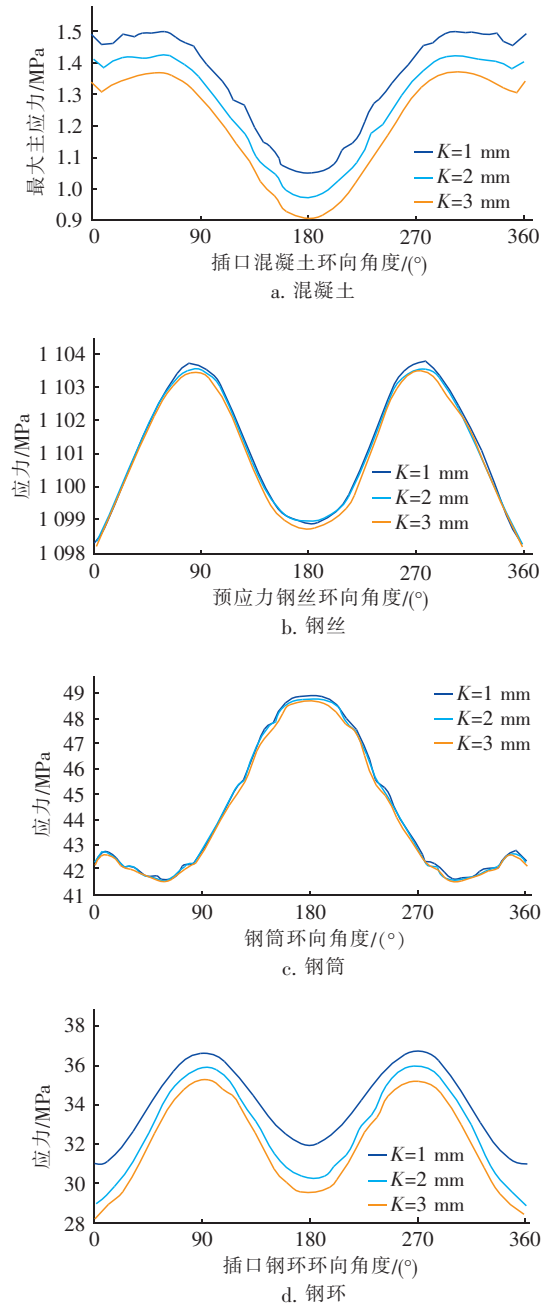 最大主应力/MPa
1.5
1.4
1.3
1.2
1.1
1.0
0.9
K=1 mm
K=2 mm
K=3 mm
0 90 180 270 360
插口混凝土环向角度/(°)
a. 混凝土
应力/MPa
1 104
1 103
1 102
1 101
1 100
1 099
1 098
K=1 mm
K=2 mm
K=3 mm
0 90 180 270 360
预应力钢丝环向角度/(°)
b. 钢丝
应力/MPa
49
48
47
46
45
44
43
42
41
K=1 mm
K=2 mm
K=3 mm
0 90 180 270 360
钢筒环向角度/(°)
c. 钢筒
应力/MPa
38
36
34
32
30
28
K=1 mm
K=2 mm
K=3 mm
0 90 180 270 360
插口钢环环向角度/(°)
d. 钢环